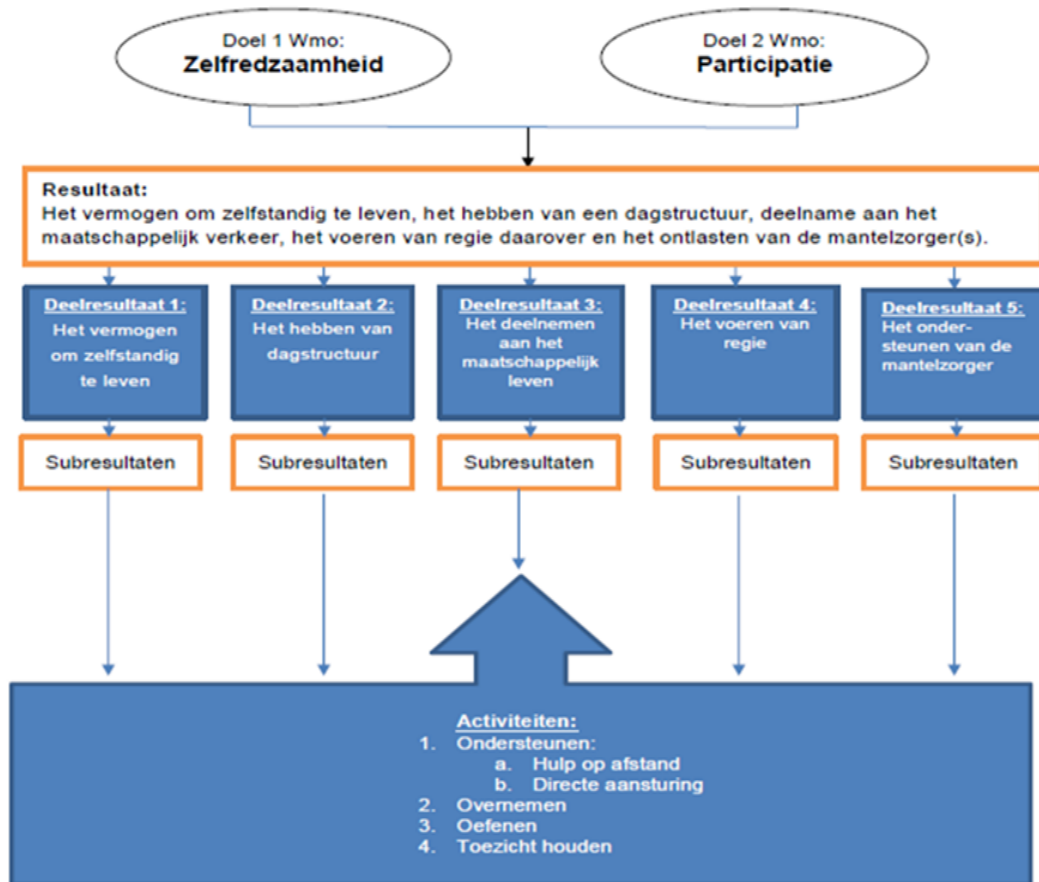 Doel 1 Wmo:
Zelfredzaamheid
Doel 2 Wmo:
Participatie
Resultaat:
Het vermogen om zelfstandig te leven, het hebben van een dagstructuur, deelname aan het
maatschappelijk verkeer, het voeren van regie daarover en het ontlasten van de mantelzorger(s).
Deelresultaat 1:
Het vermogen
om zelfstandig
te leven
Deelresultaat 2:
Het hebben van
dagstructuur
Deelresultaat 3:
Het deelnemen
aan het
maatschappelijk
leven
Deelresultaat 4:
Het voeren van
regie
Deelresultaat 5:
Het onder-
steunen van de
mantelzorger
Subresultaten
Subresultaten
Subresultaten
Subresultaten
Subresultaten
Activiteiten:
1. Ondersteunen:
a. Hulp op afstand
b. Directe aansturing
2. Overnemen
3. Oefenen
4. Toezicht houden